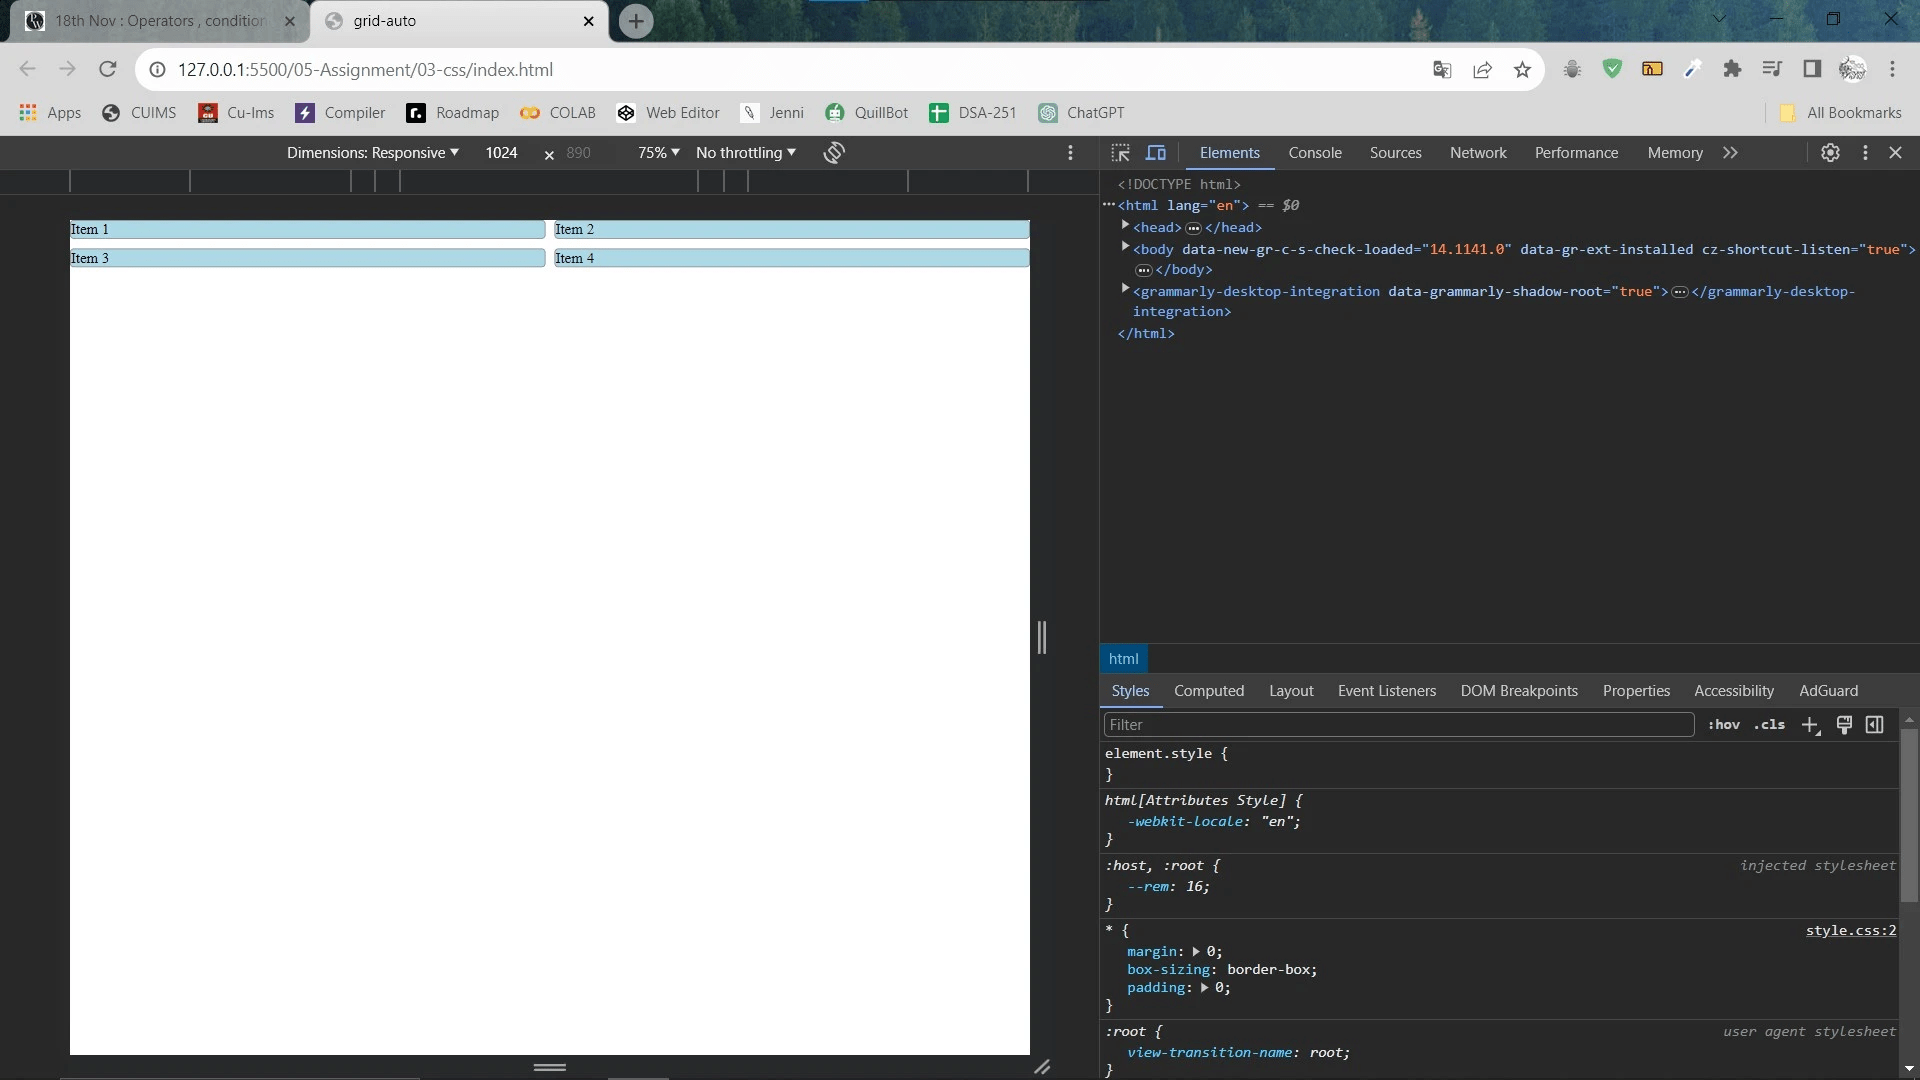 18th Nov : Operators , condition
grid-auto
127.0.0.1:5500/05-Assignment/03-css/index.html
Apps CUIMS Cu-lms Compiler Roadmap COLAB Web Editor Jenni QuillBot DSA-251 ChatGPT All Bookmarks
Dimensions: Responsive 1024 × 890 75% No throttling
Elements Console Sources Network Performance Memory
Item 1 Item 2
Item 3 Item 4
<!DOCTYPE html>
<html lang="en"> == $0
<head> … </head>
<body data-new-gr-c-s-check-loaded="14.1141.0" data-gr-ext-installed cz-shortcut-listen="true">
… </body>
<grammarly-desktop-integration data-grammarly-shadow-root="true"> … </grammarly-desktop-
integration>
</html>
html
Styles Computed Layout Event Listeners DOM Breakpoints Properties Accessibility AdGuard
Filter :hov .cls
element.style {
}
html[Attributes Style] {
-webkit-locale: "en";
}
:host, :root { injected stylesheet
--rem: 16;
}
* { style.css:2
margin: 0;
box-sizing: border-box;
padding: 0;
}
:root { user agent stylesheet
view-transition-name: root;
}